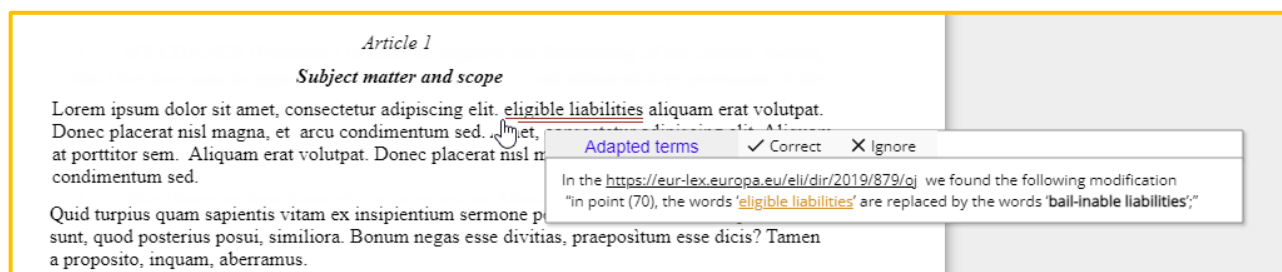 Article 1
Subject matter and scope
Lorem ipsum dolor sit amet, consectetur adipiscing elit. eligible liabilities aliquam erat volutpat.
Donec placerat nisl magna, et arcu condimentum sed.
at porttitor sem. Aliquam erat volutpat. Donec placerat nisl
condimentum sed.
Adapted terms ✓ Correct X Ignore
In the https://eur-lex.europa.eu/eli/dir/2019/879/oj we found the following modification
"in point (70), the words 'eligible liabilities' are replaced by the words 'bail-inable liabilities';"
Quid turpius quam sapientis vitam ex insipientium sermone
sunt, quod posterius posui, similiora. Bonum negas esse divitias, praepositum esse dicis? Tamen
a proposito, inquam, aberramus.